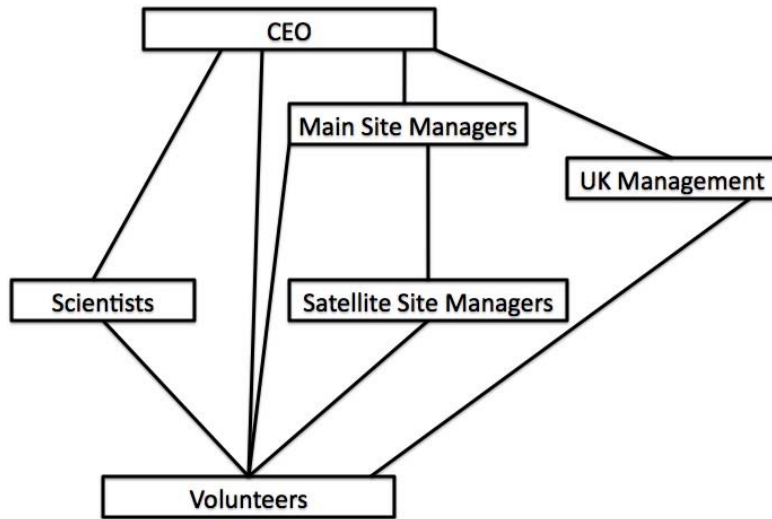 CEO
Main Site Managers
UK Management
Scientists
Satellite Site Managers
Volunteers